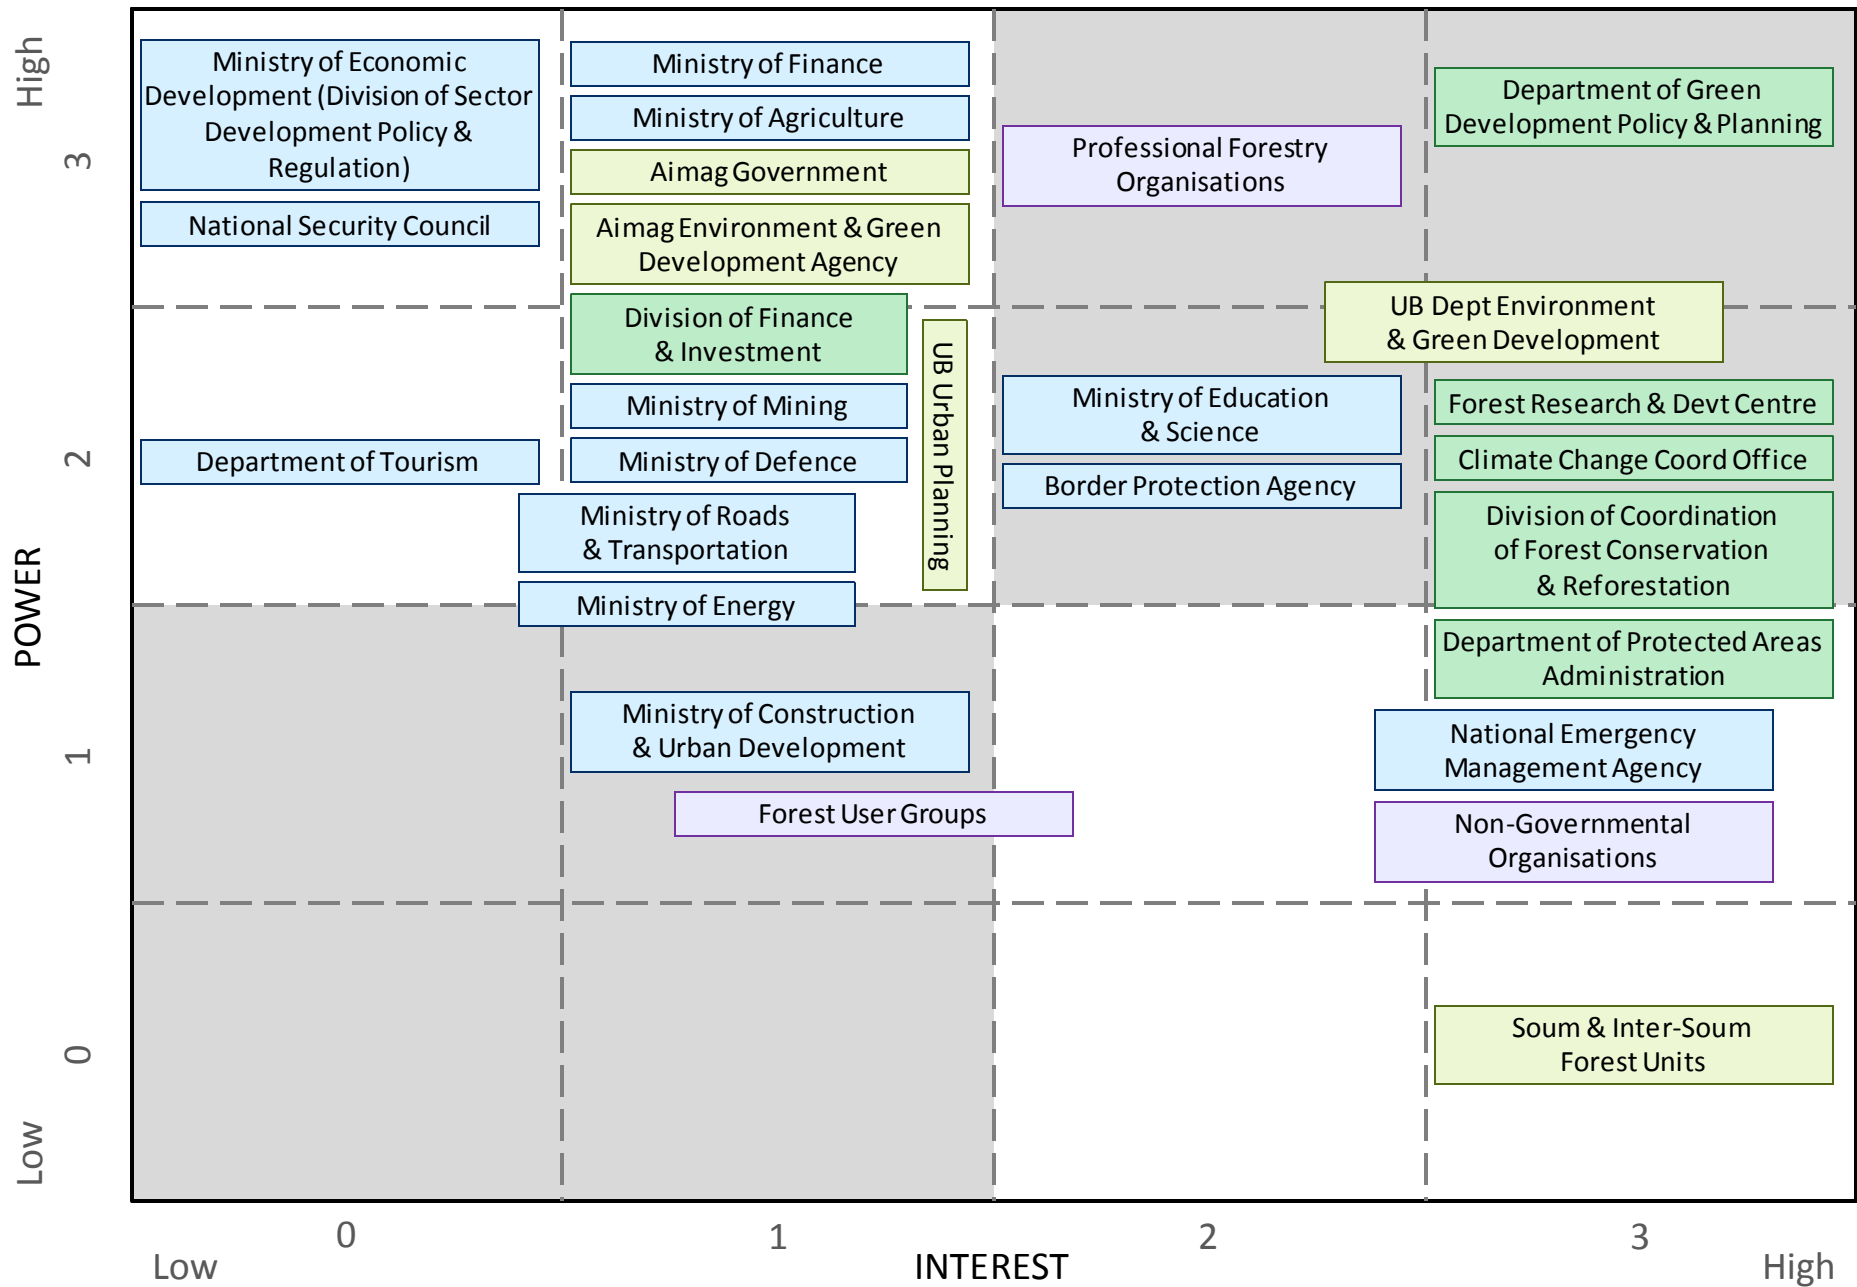 High
3
2
POWER
1
0
Low
Ministry of Economic
Development (Division of Sector
Development Policy &
Regulation)
National Security Council
Department of Tourism
Ministry of Finance
Ministry of Agriculture
Aimag Government
Aimag Environment & Green
Development Agency
Division of Finance
& Investment
Ministry of Mining
Ministry of Defence
Ministry of Roads
& Transportation
Ministry of Energy
UB Urban Planning
Ministry of Construction
& Urban Development
Forest User Groups
Professional Forestry
Organisations
Ministry of Education
& Science
Border Protection Agency
Department of Green
Development Policy & Planning
UB Dept Environment
& Green Development
Forest Research & Devt Centre
Climate Change Coord Office
Division of Coordination
of Forest Conservation
& Reforestation
Department of Protected Areas
Administration
National Emergency
Management Agency
Non-Governmental
Organisations
Soum & Inter-Soum
Forest Units
0
1
2
3
Low
INTEREST
High